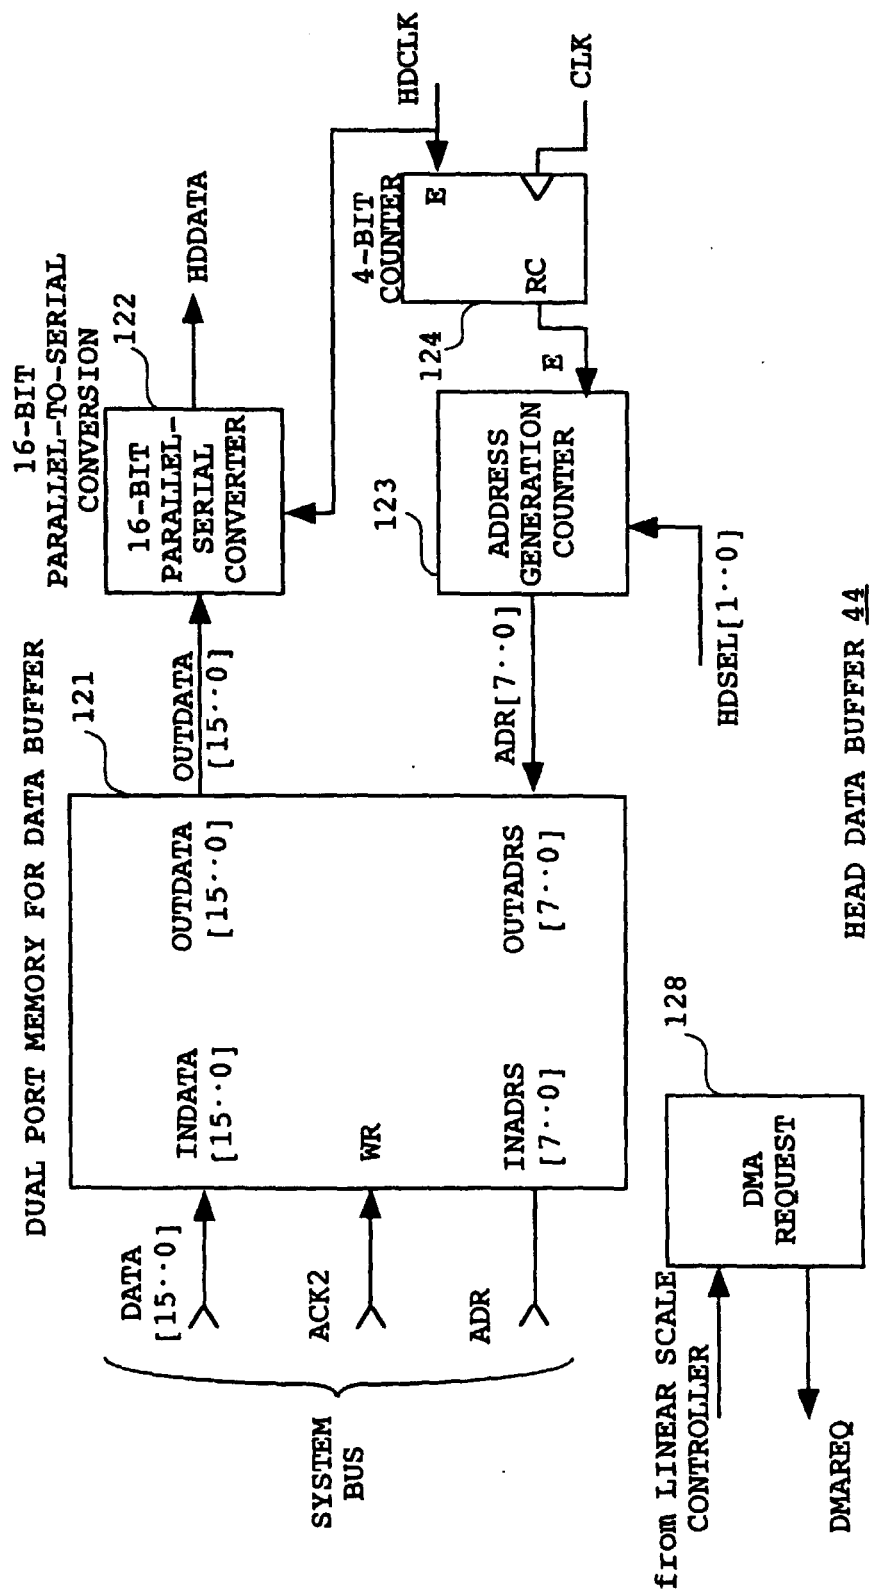 DUAL PORT MEMORY FOR DATA BUFFER
121
16-BIT
PARALLEL-TO-SERIAL
CONVERSION
122
SYSTEM
BUS
DATA
[15··0]
ACK2
ADR
INDATA
[15··0]
WR
INADRS
[7··0]
OUTDATA
[15··0]
OUTADRS
[7··0]
OUTDATA
[15··0]
16-BIT
PARALLEL-
SERIAL
CONVERTER
HDDATA
ADR[7··0]
123
ADDRESS
GENERATION
COUNTER
E
124
4-BIT
COUNTER
E
RC
HDCLK
CLK
HDSEL[1··0]
from LINEAR SCALE
CONTROLLER
DMAREQ
DMA
REQUEST
128
HEAD DATA BUFFER 44